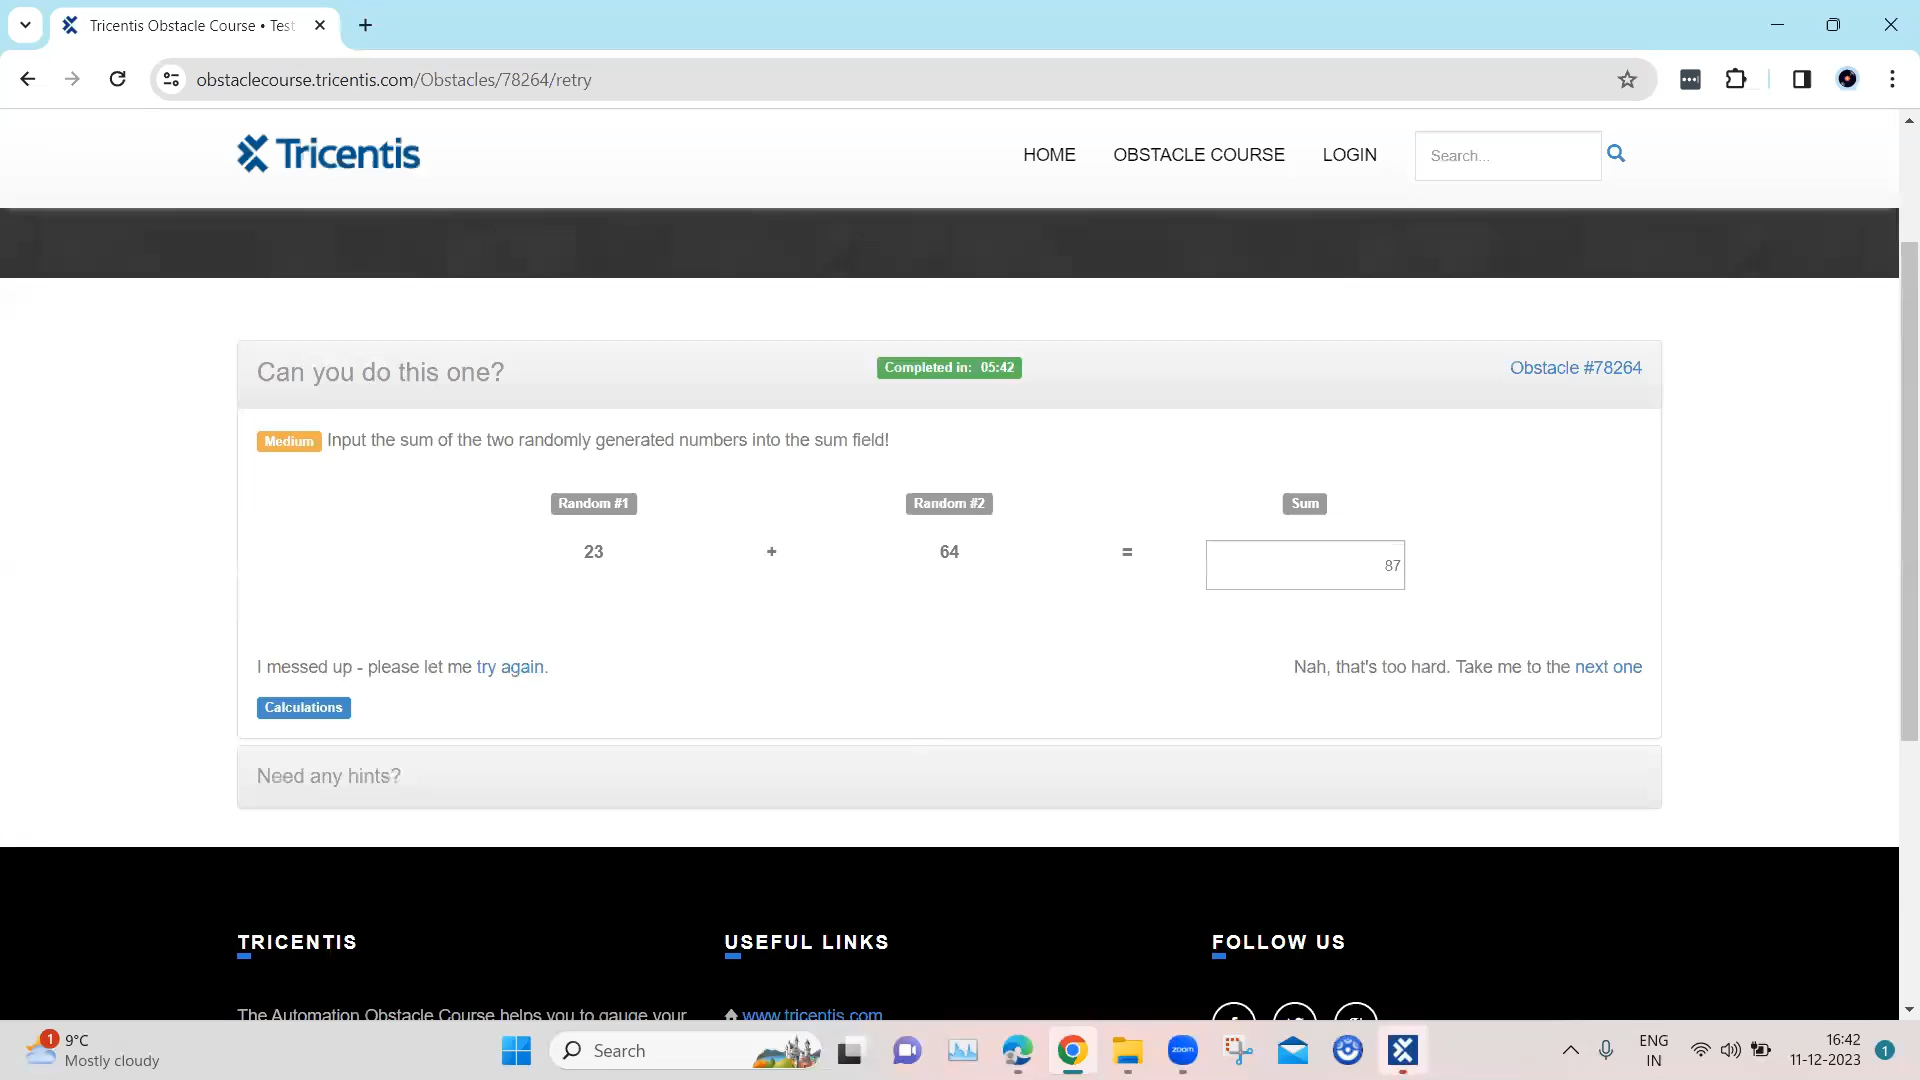 Tricentis Obstacle Course • Test
obstaclecourse.tricentis.com/Obstacles/78264/retry
Tricentis
HOME
OBSTACLE COURSE
LOGIN
Search...
Can you do this one?
Completed in: 05:42
Obstacle #78264
Medium Input the sum of the two randomly generated numbers into the sum field!
Random #1
Random #2
Sum
23
+
64
=
87
I messed up - please let me try again.
Nah, that's too hard. Take me to the next one
Calculations
Need any hints?
TRICENTIS
USEFUL LINKS
FOLLOW US
The Automation Obstacle Course helps you to gauge your
www.tricentis.com
1
9°C
Mostly cloudy
Search
zoom
ENG
IN
16:42
11-12-2023
1